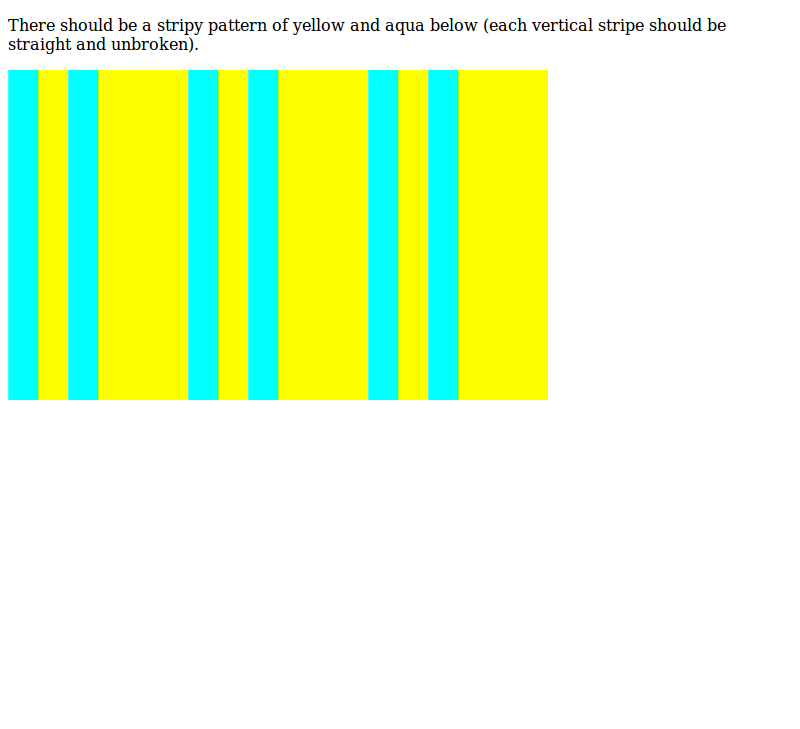 There should be a stripy pattern of yellow and aqua below (each vertical stripe should be
straight and unbroken).